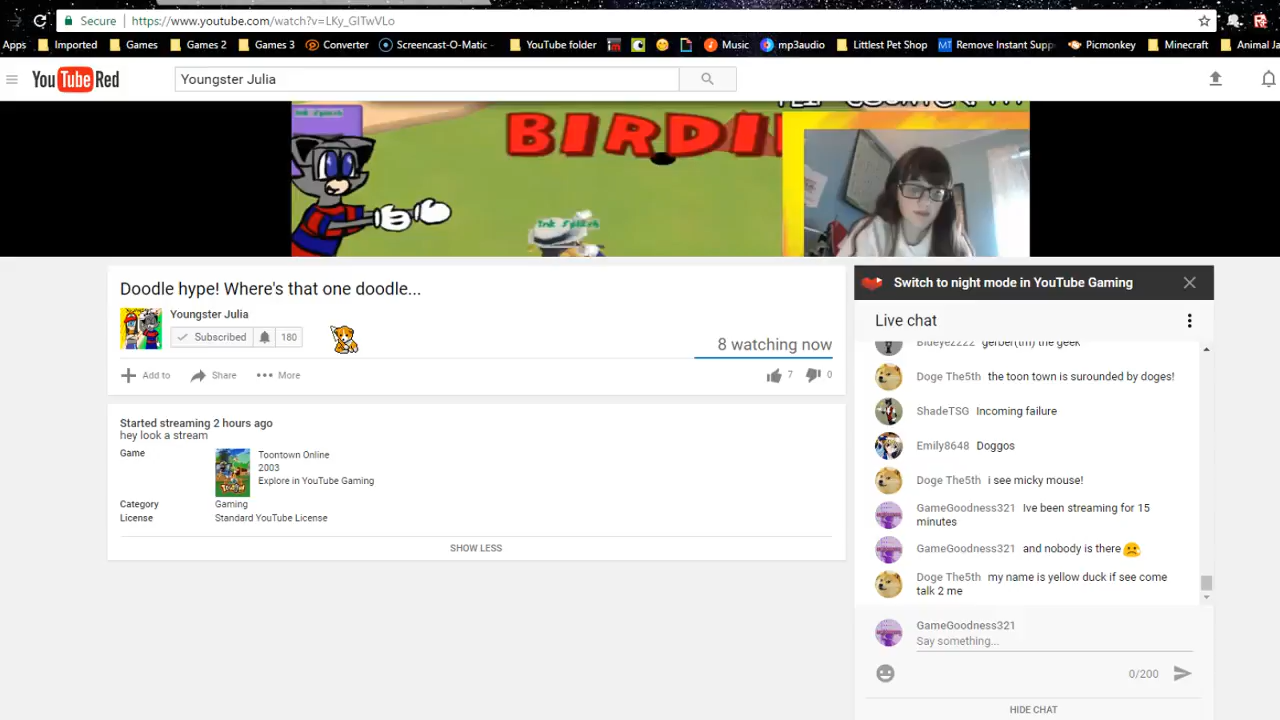 Secure https://www.youtube.com/watch?v=LKy_GITwVLo
Apps Imported Games Games 2 Games 3 Converter Screencast-O-Matic YouTube folder Music mp3audio Littlest Pet Shop MT Remove Instant Supp Picmonkey Minecraft Animal Ja
YouTube Red
Youngster Julia
BIRDI
Ink Splash
Doodle hype! Where's that one doodle...
Youngster Julia
Subscribed 180
8 watching now
Add to Share More
7 0
Started streaming 2 hours ago
hey look a stream
Game Toontown Online
2003
Explore in YouTube Gaming
Category Gaming
License Standard YouTube License
SHOW LESS
Switch to night mode in YouTube Gaming
Live chat
Blueyez222 gerber(tm) the geek
Doge The5th the toon town is surounded by doges!
ShadeTSG Incoming failure
Emily8648 Doggos
Doge The5th i see micky mouse!
GameGoodness321 Ive been streaming for 15
minutes
GameGoodness321 and nobody is there
Doge The5th my name is yellow duck if see come
talk 2 me
GameGoodness321
Say something...
0/200
HIDE CHAT